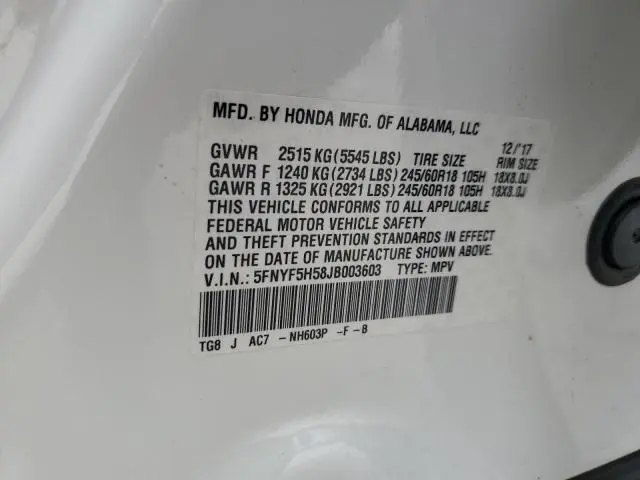 MFD. BY HONDA MFG. OF ALABAMA, LLC
12/'17
GVWR 2515 KG (5545 LBS) TIRE SIZE RIM SIZE
GAWR F 1240 KG (2734 LBS) 245/60R18 105H 18X8.0J
GAWR R 1325 KG (2921 LBS) 245/60R18 105H 18X8.0J
THIS VEHICLE CONFORMS TO ALL APPLICABLE
FEDERAL MOTOR VEHICLE SAFETY
AND THEFT PREVENTION STANDARDS IN EFFECT
ON THE DATE OF MANUFACTURE SHOWN ABOVE.
V.I.N.: 5FNYF5H58JB003603 TYPE: MPV
TG8 J AC7 - NH603P -F-B